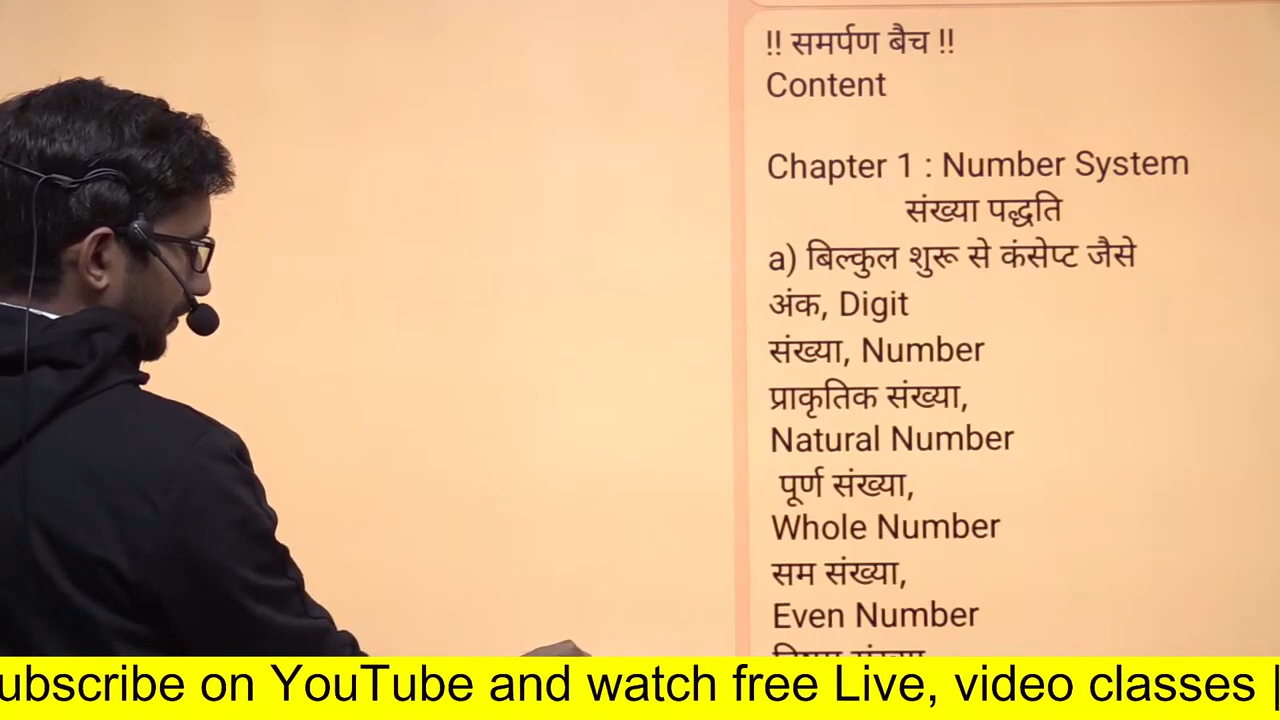 !! समर्पण बैच !!
Content
Chapter 1 : Number System
संख्या पद्धति
a) बिल्कुल शुरू से कंसेप्ट जैसे
अंक, Digit
संख्या, Number
प्राकृतिक संख्या,
Natural Number
पूर्ण संख्या,
Whole Number
सम संख्या,
Even Number
ubscribe on YouTube and watch free Live, video classes |